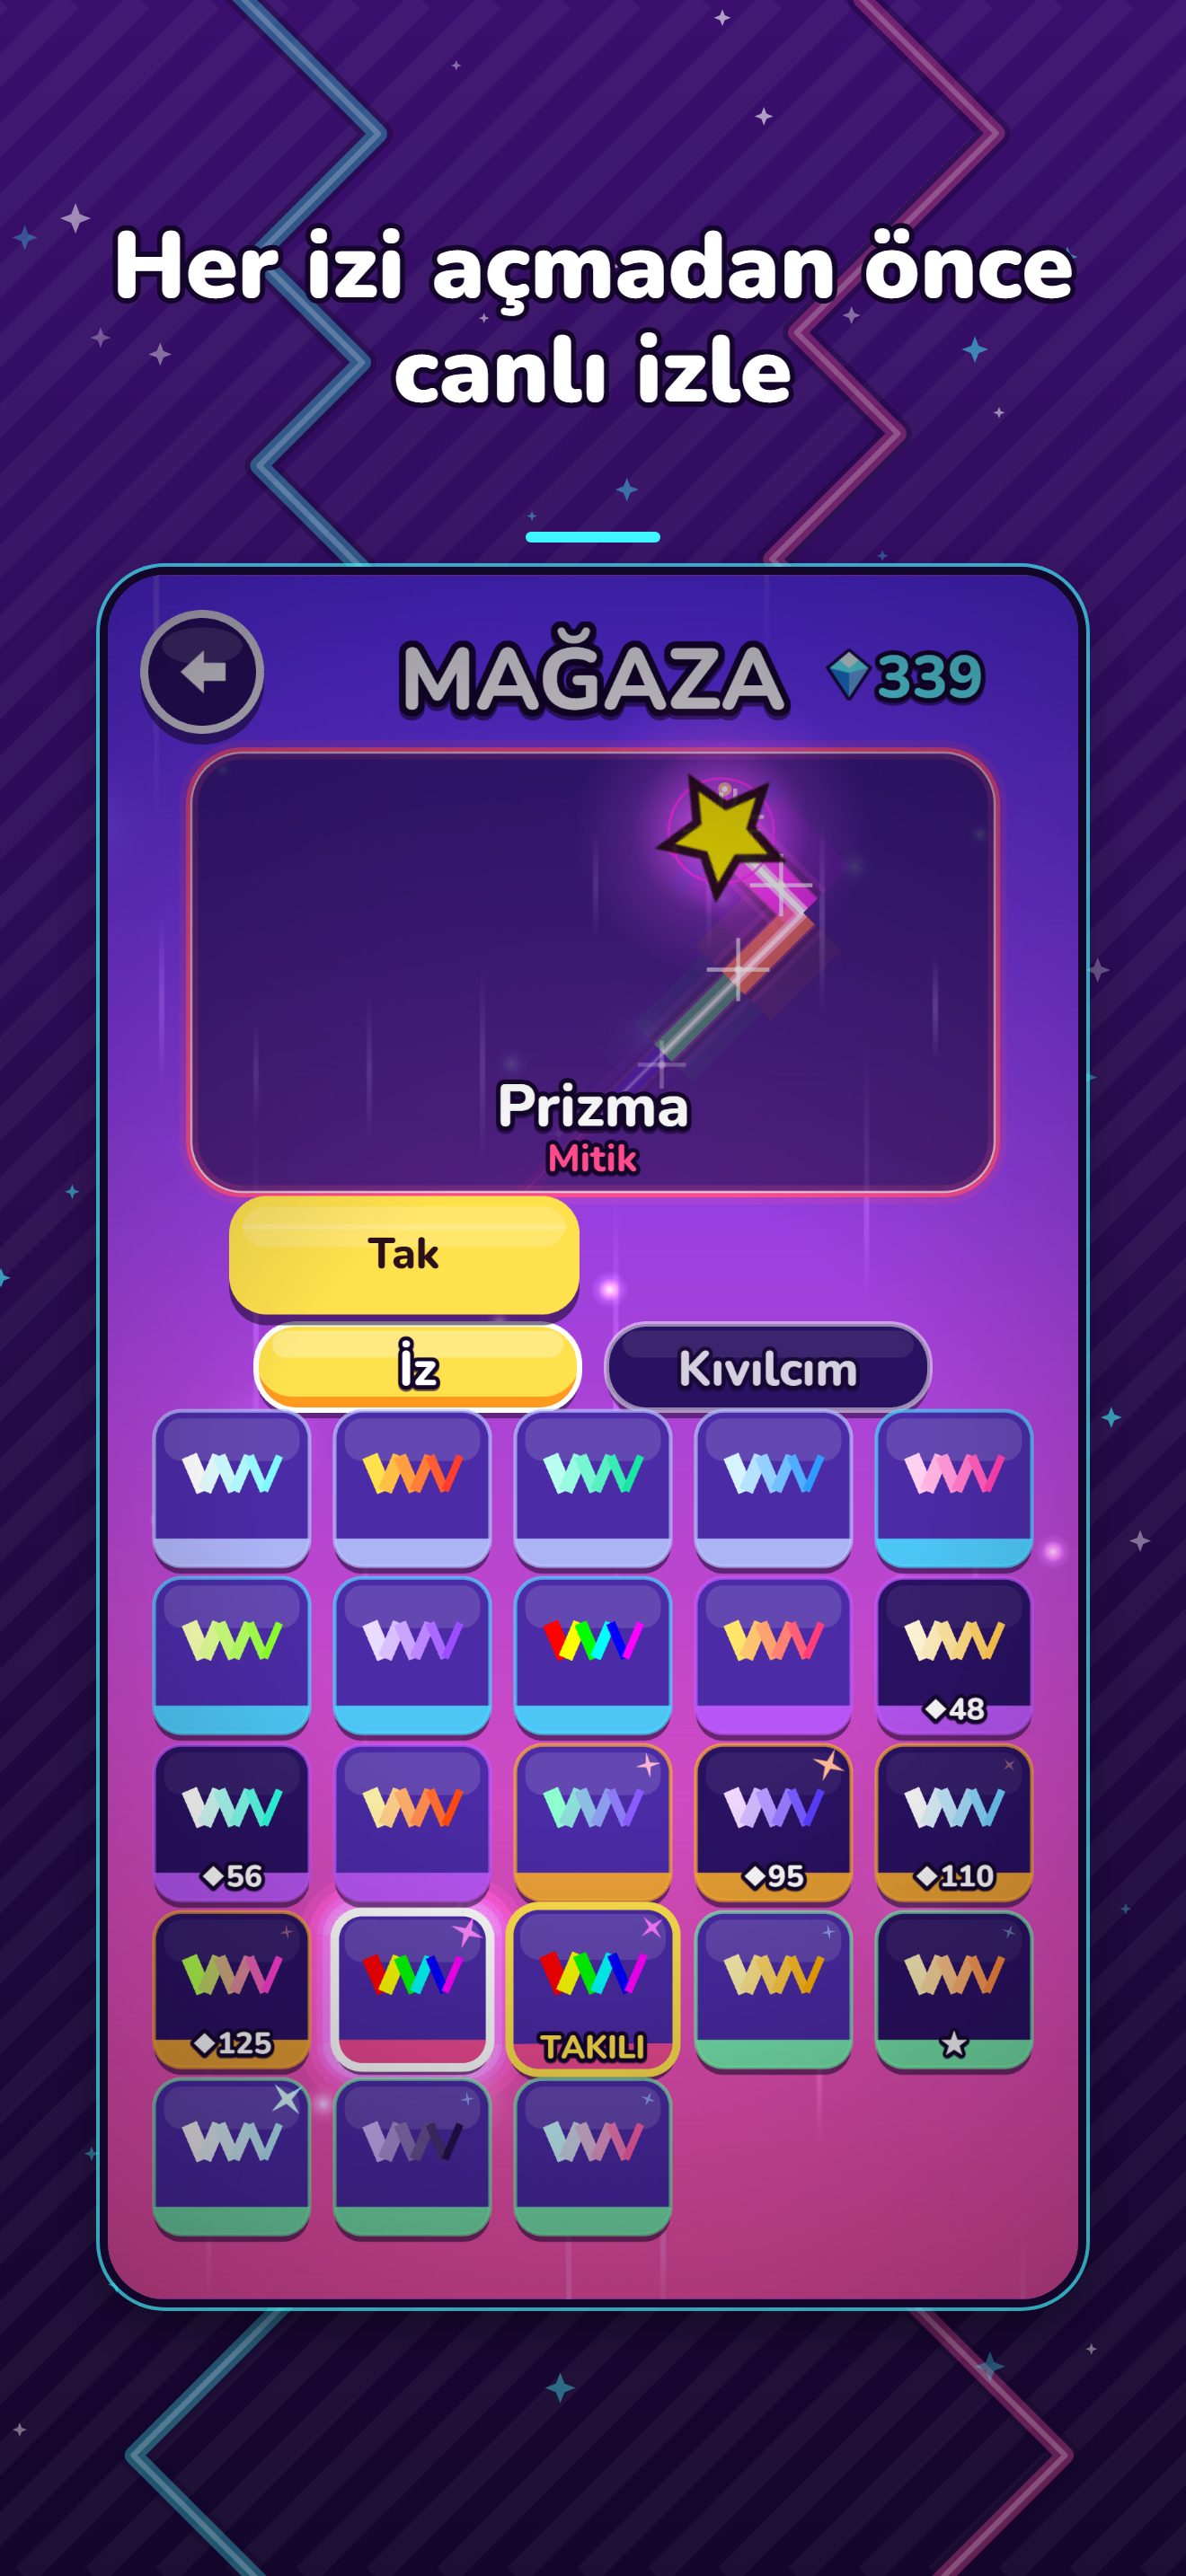 Her izi açmadan önce
canlı izle
MAĞAZA
339
Prizma
Mitik
Tak
İz
Kıvılcım
48
56
95
110
125
TAKILI